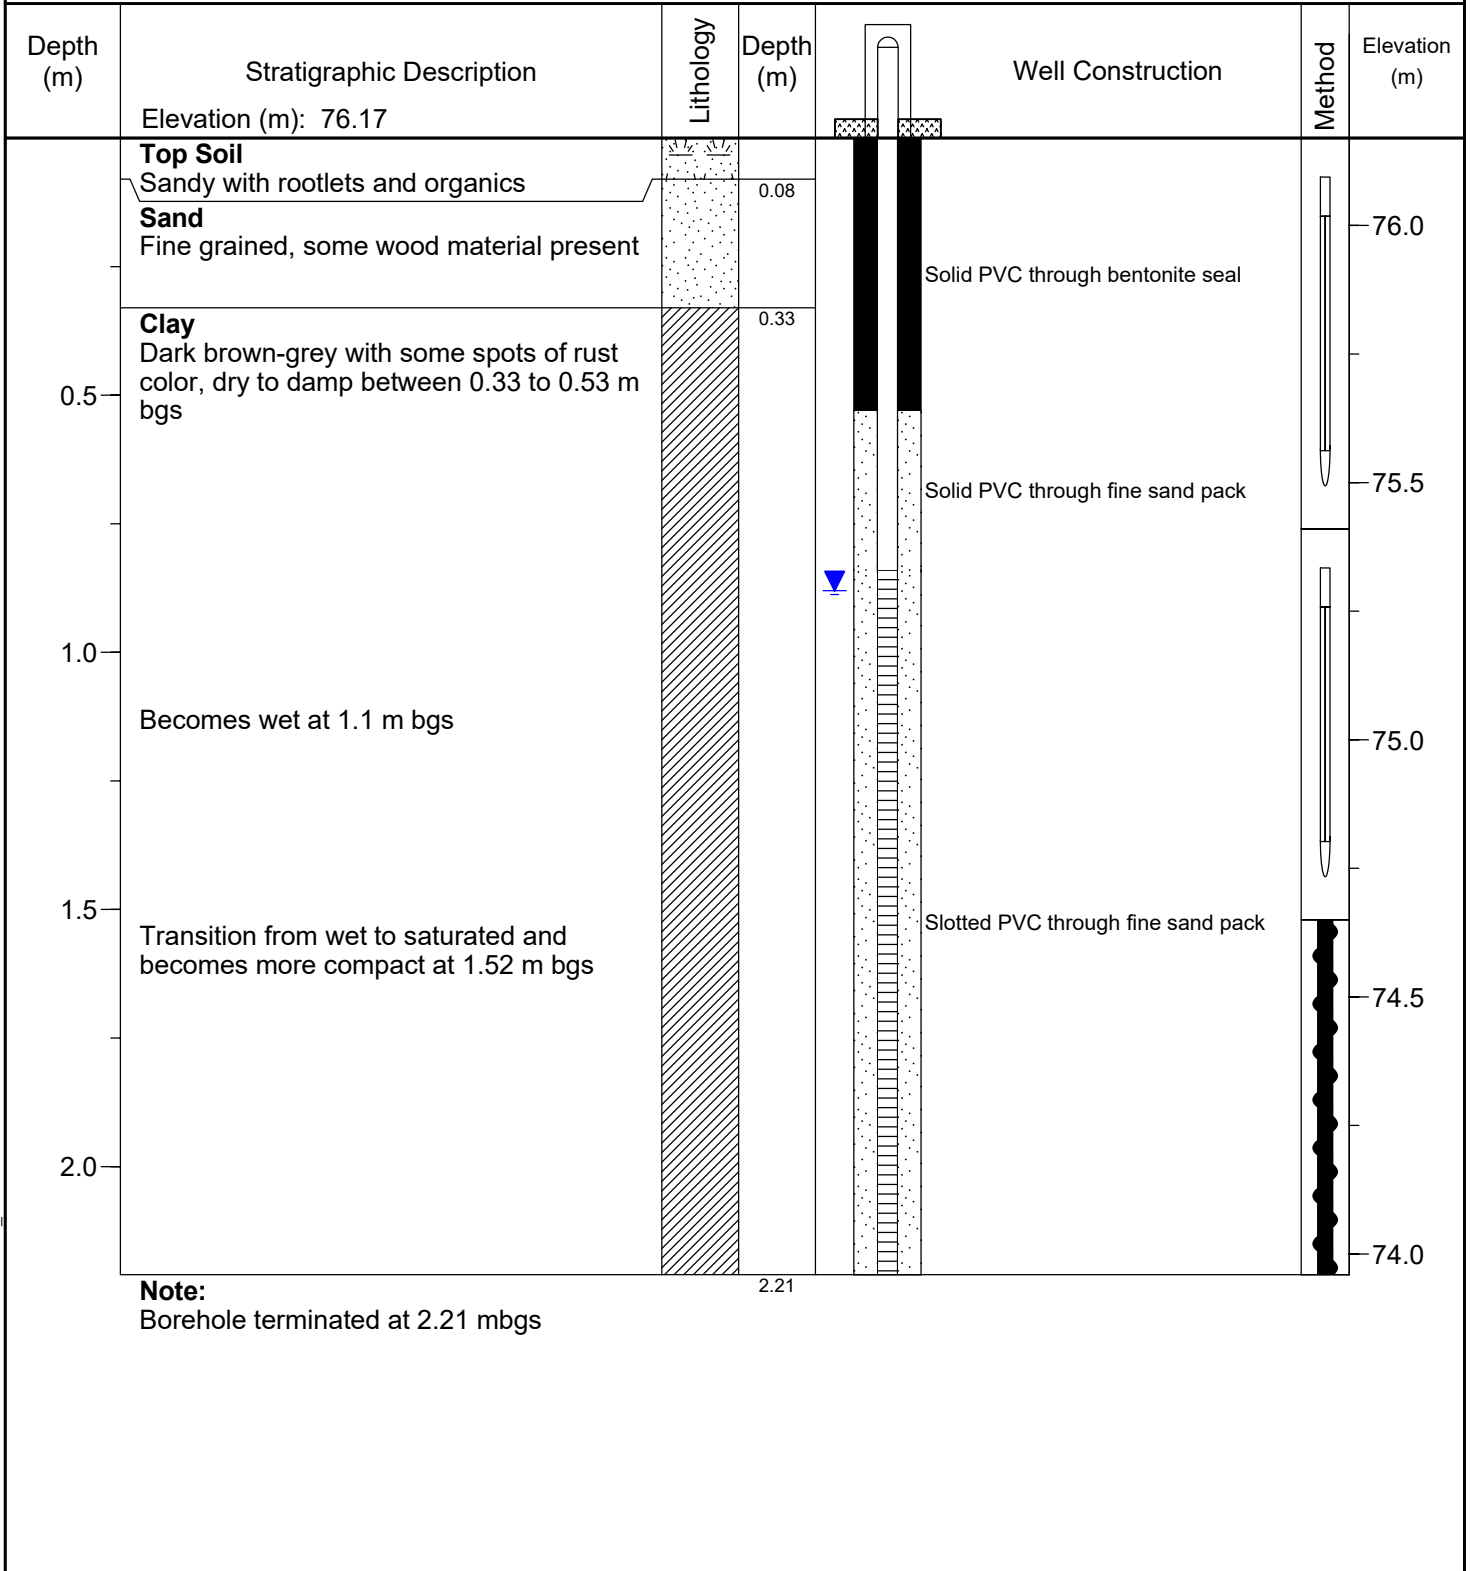 Depth
(m)
Stratigraphic Description
Elevation (m): 76.17
Lithology
Depth
(m)
Well Construction
Method
Elevation
(m)
Top Soil
Sandy with rootlets and organics
0.08
Sand
Fine grained, some wood material present
76.0
Solid PVC through bentonite seal
0.33
Clay
Dark brown-grey with some spots of rust
color, dry to damp between 0.33 to 0.53 m
bgs
0.5
75.5
Solid PVC through fine sand pack
1.0
Becomes wet at 1.1 m bgs
75.0
1.5
Slotted PVC through fine sand pack
Transition from wet to saturated and
becomes more compact at 1.52 m bgs
74.5
2.0
74.0
2.21
Note:
Borehole terminated at 2.21 mbgs